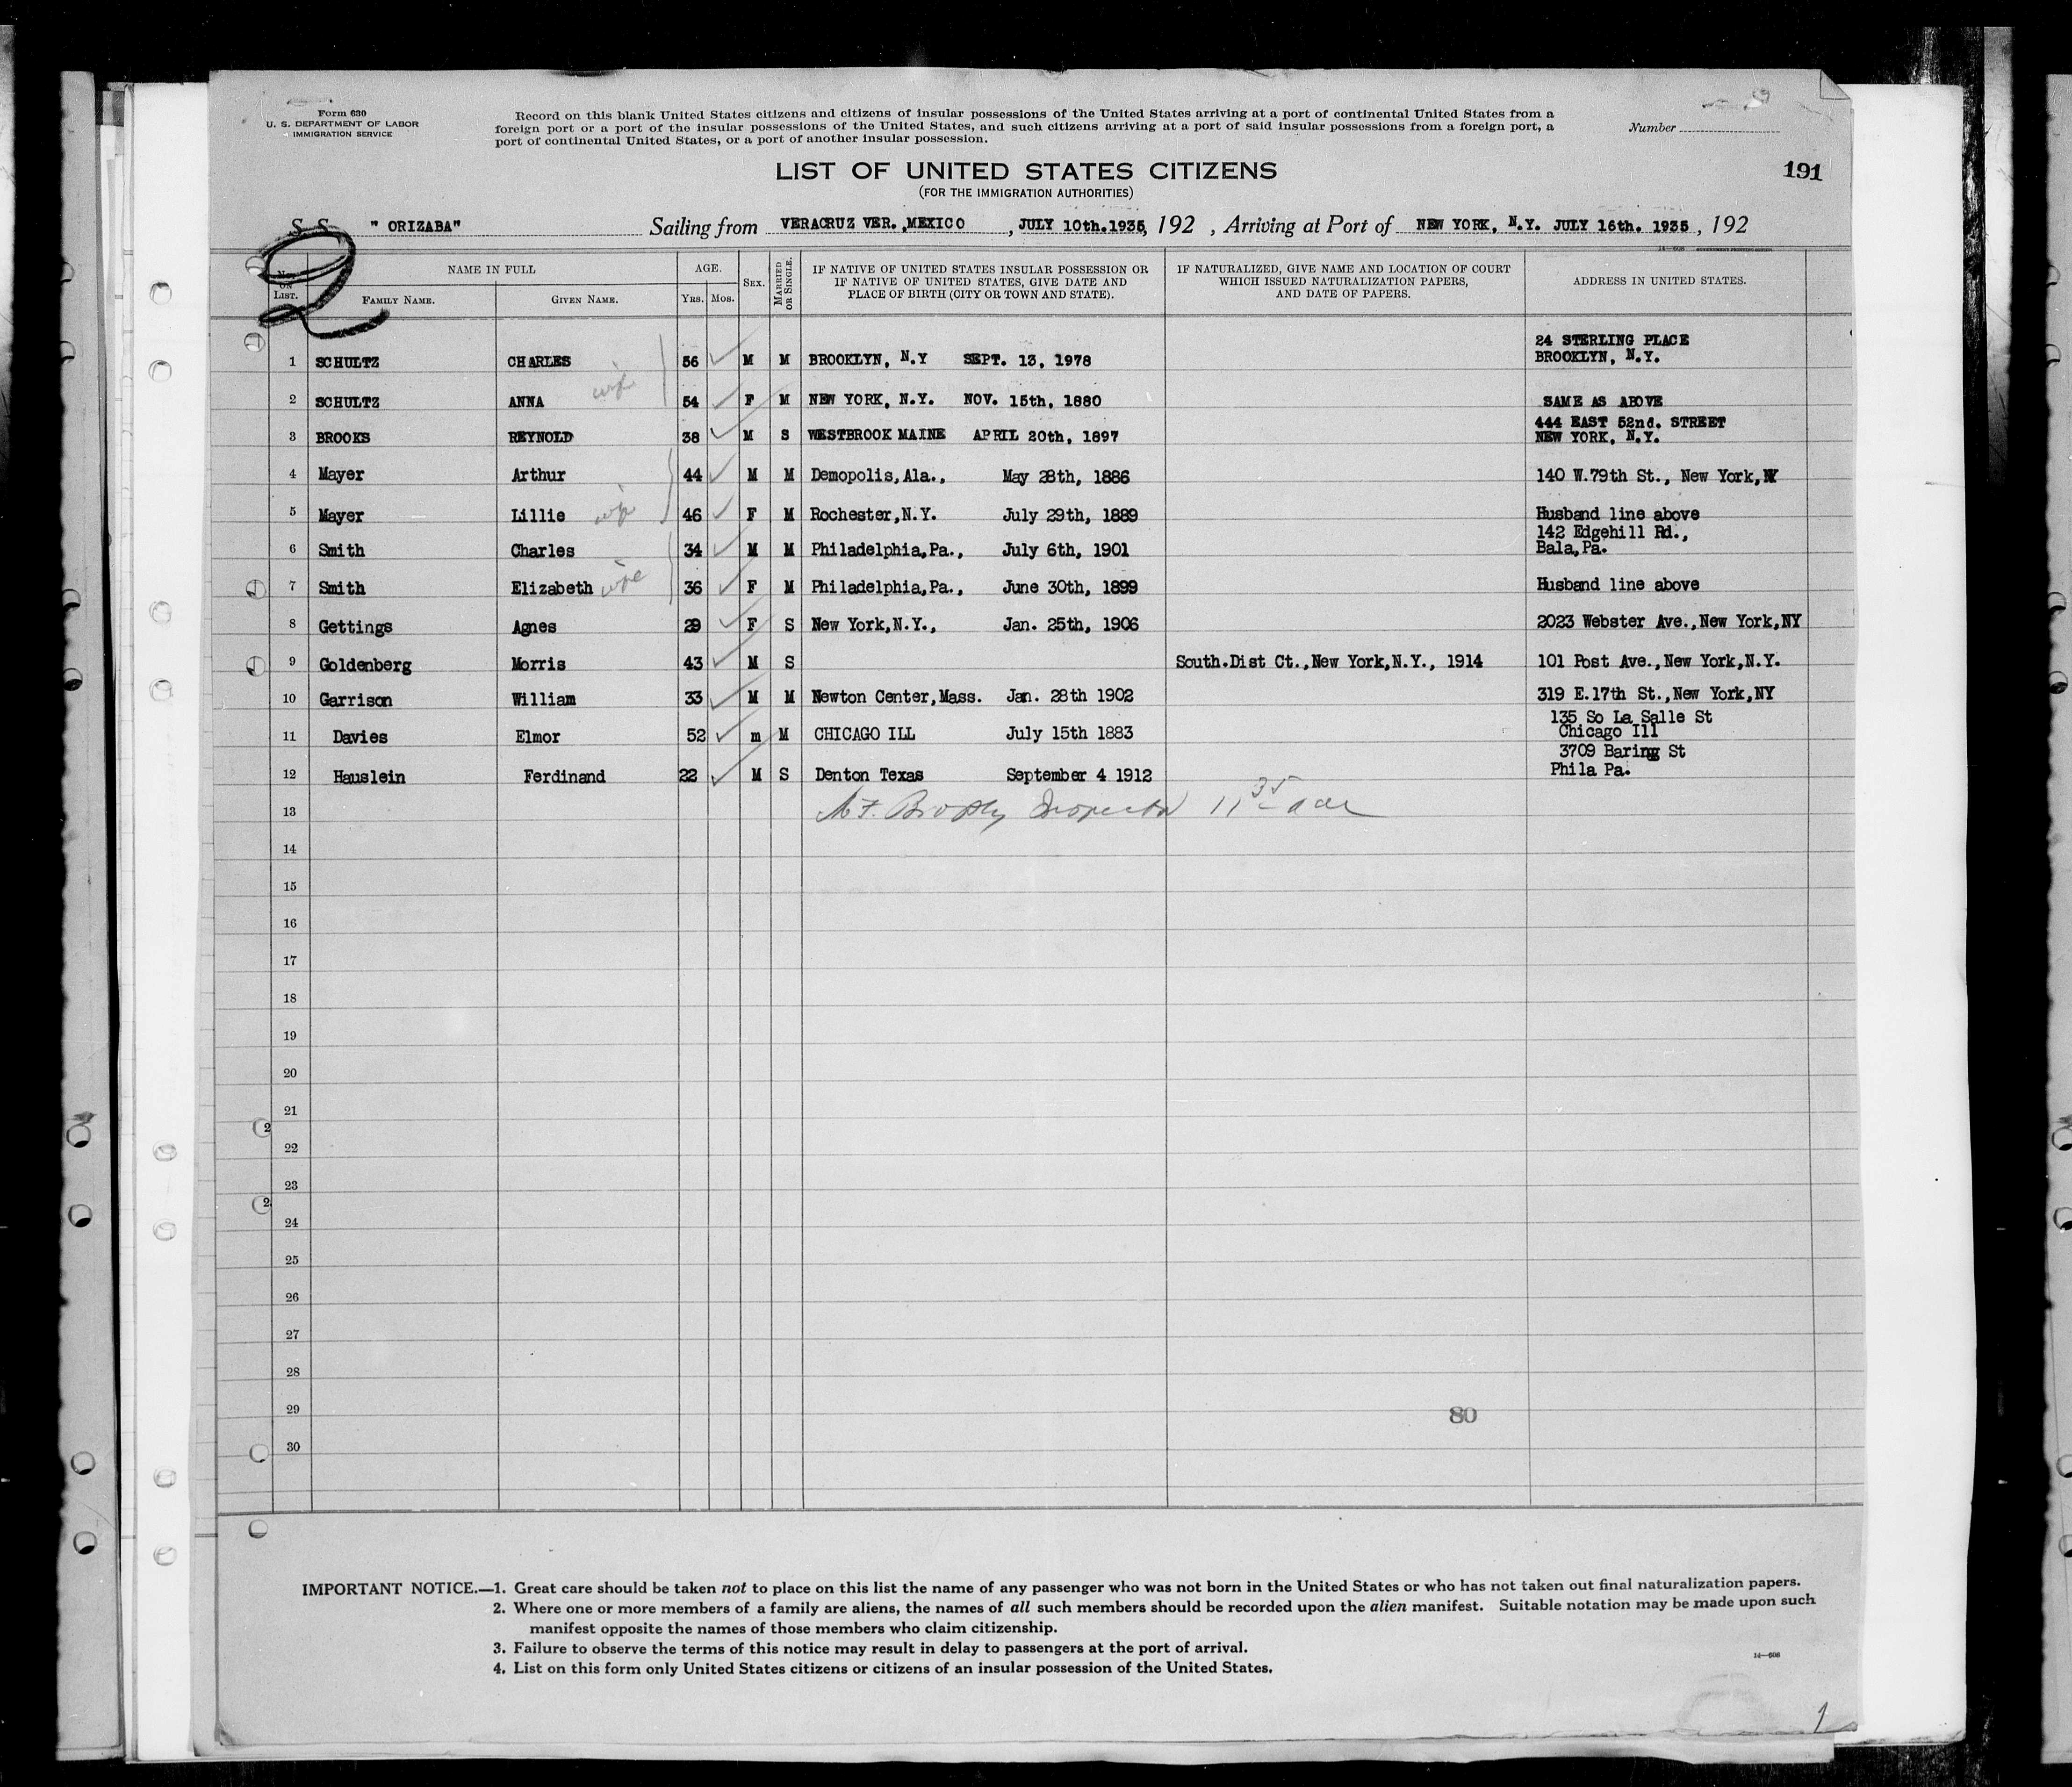 Form 630
U. S. DEPARTMENT OF LABOR
IMMIGRATION SERVICE
Record on this blank United States citizens and citizens of insular possessions of the United States arriving at a port of continental United States from a
foreign port or a port of the insular possessions of the United States, and such citizens arriving at a port of said insular possessions from a foreign port, a
port of continental United States, or a port of another insular possession.
Number
LIST OF UNITED STATES CITIZENS
(FOR THE IMMIGRATION AUTHORITIES)
191
S. S. " ORIZABA" Sailing from VERACRUZ VER.,MEXICO , JULY 10th.1935, 192 , Arriving at Port of NEW YORK, N.Y. JULY 16th. 1935 , 192
2
No. ON LIST.
NAME IN FULL
FAMILY NAME.
GIVEN NAME.
AGE.
YRS. MOS.
SEX.
MARRIED OR SINGLE.
IF NATIVE OF UNITED STATES INSULAR POSSESSION OR
IF NATIVE OF UNITED STATES, GIVE DATE AND
PLACE OF BIRTH (CITY OR TOWN AND STATE).
IF NATURALIZED, GIVE NAME AND LOCATION OF COURT
WHICH ISSUED NATURALIZATION PAPERS,
AND DATE OF PAPERS.
ADDRESS IN UNITED STATES.
24 STERLING PLACE
1 SCHULTZ CHARLES 56 M M BROOKLYN, N.Y SEPT. 13, 1978 BROOKLYN, N.Y.
2 SCHULTZ ANNA wife 54 F M NEW YORK, N.Y. NOV. 15th, 1880 SAME AS ABOVE
444 EAST 52nd. STREET
3 BROOKS REYNOLD 38 M S WESTBROOK MAINE APRIL 20th, 1897 NEW YORK, N.Y.
4 Mayer Arthur 44 M M Demopolis,Ala., May 28th, 1886 140 W.79th St., New York,NY
5 Mayer Lillie wife 46 F M Rochester,N.Y. July 29th, 1889 Husband line above
142 Edgehill Rd.,
6 Smith Charles 34 M M Philadelphia,Pa., July 6th, 1901 Bala,Pa.
7 Smith Elizabeth wife 36 F M Philadelphia,Pa., June 30th, 1899 Husband line above
8 Gettings Agnes 29 F S New York,N.Y., Jan. 25th, 1906 2023 Webster Ave.,New York,NY
9 Goldenberg Morris 43 M S South.Dist Ct.,New York,N.Y., 1914 101 Post Ave.,New York,N.Y.
10 Garrison William 33 M M Newton Center,Mass. Jan. 28th 1902 319 E.17th St.,New York,NY
135 So La Salle St
11 Davies Elmor 52 m M CHICAGO ILL July 15th 1883 Chicago Ill
3709 Baring St
12 Hauslein Ferdinand 22 M S Denton Texas September 4 1912 Phila Pa.
13 Brophy Inspector 11 35
14
15
16
17
18
19
20
21
2
22
23
2
24
25
26
27
28
29 80
30
IMPORTANT NOTICE.—1. Great care should be taken not to place on this list the name of any passenger who was not born in the United States or who has not taken out final naturalization papers.
2. Where one or more members of a family are aliens, the names of all such members should be recorded upon the alien manifest. Suitable notation may be made upon such
manifest opposite the names of those members who claim citizenship.
3. Failure to observe the terms of this notice may result in delay to passengers at the port of arrival.
4. List on this form only United States citizens or citizens of an insular possession of the United States.
1